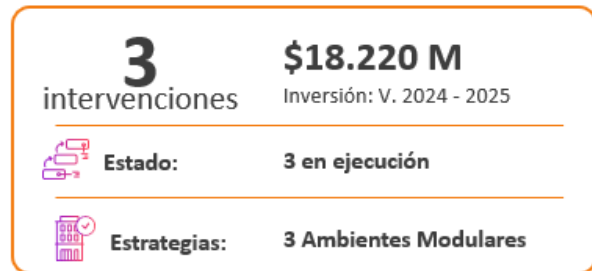 3
intervenciones
$18.220 M
Inversión: V. 2024 - 2025
Estado:
3 en ejecución
Estrategias:
3 Ambientes Modulares